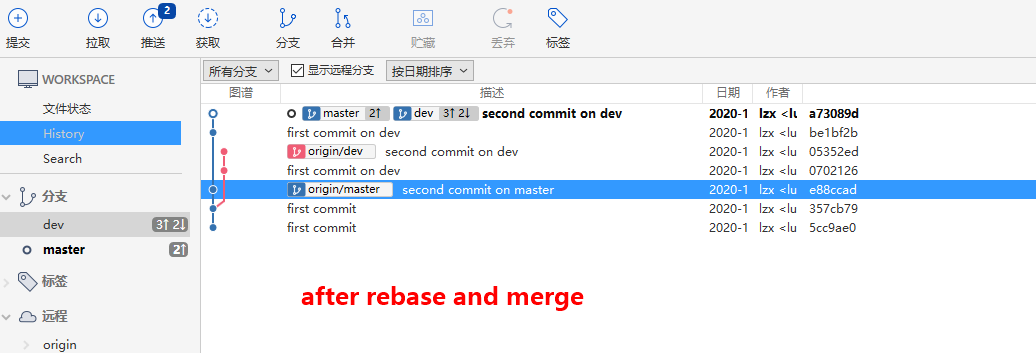 2
提交 拉取 推送 获取 分支 合并 贮藏 丢弃 标签
WORKSPACE
文件状态
History
Search
分支
dev 3↑ 2↓
master 2↑
标签
远程
origin
所有分支 显示远程分支 按日期排序
图谱 描述 日期 作者
master 2↑ dev 3↑ 2↓ second commit on dev 2020-1 lzx <lu a73089d
first commit on dev 2020-1 lzx <lu be1bf2b
origin/dev second commit on dev 2020-1 lzx <lu 05352ed
first commit on dev 2020-1 lzx <lu 0702126
origin/master second commit on master 2020-1 lzx <lu e88ccad
first commit 2020-1 lzx <lu 357cb79
first commit 2020-1 lzx <lu 5cc9ae0
after rebase and merge